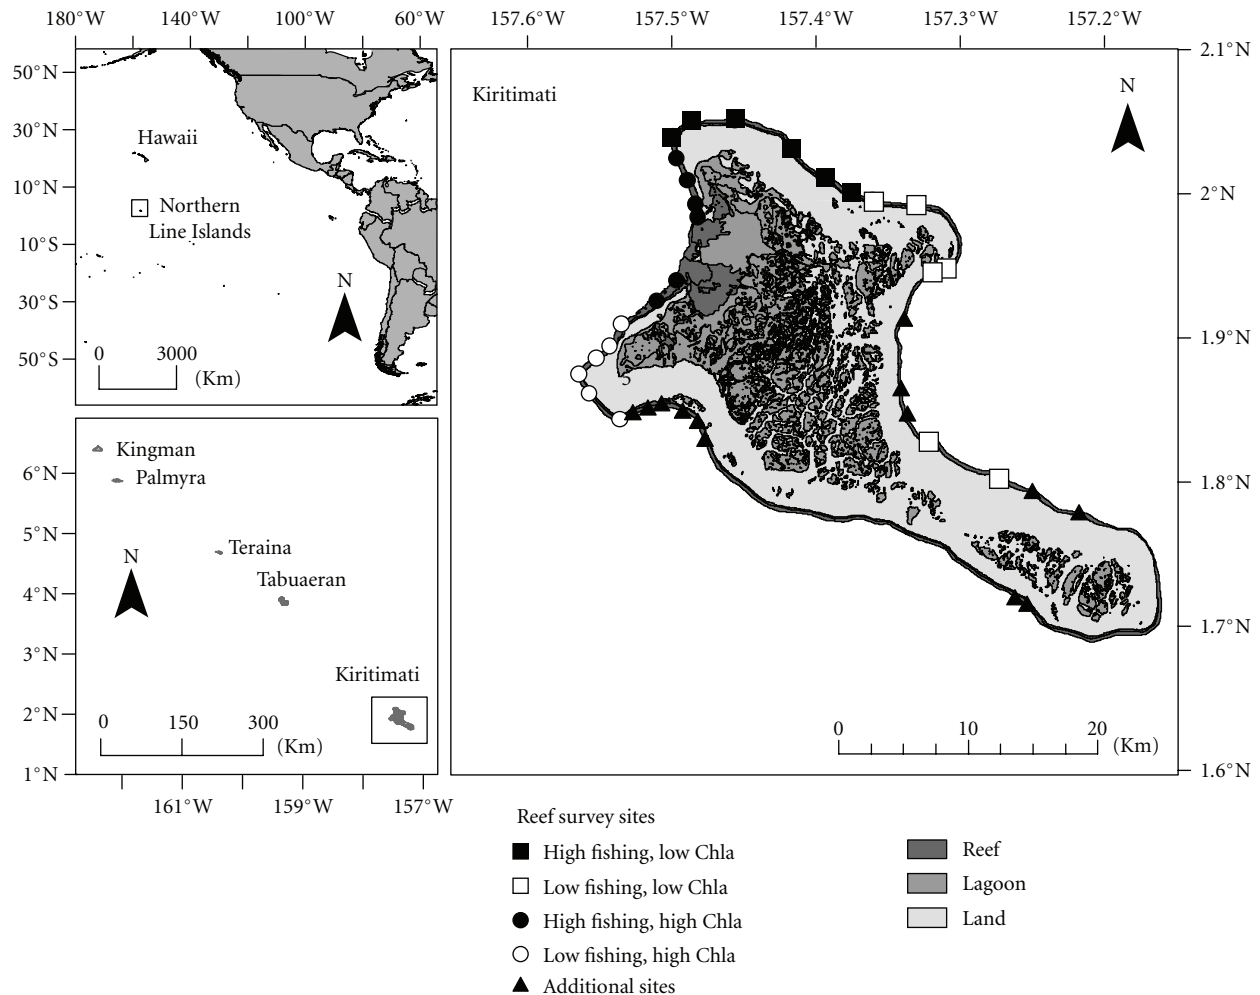 180°W 140°W 100°W 60°W
157.6°W 157.5°W 157.4°W 157.3°W 157.2°W
50°N
30°N
10°N
10°S
30°S
50°S
Hawaii
Northern
Line Islands
N
0 3000
(Km)
Kingman
Palmyra
Teraina
Tabuaeran
Kiritimati
N
6°N
5°N
4°N
3°N
2°N
1°N
0 150 300
(Km)
161°W 159°W 157°W
Kiritimati
N
2.1°N
2°N
1.9°N
1.8°N
1.7°N
1.6°N
0 10 20
(Km)
Reef survey sites
High fishing, low Chla
Low fishing, low Chla
High fishing, high Chla
Low fishing, high Chla
Additional sites
Reef
Lagoon
Land